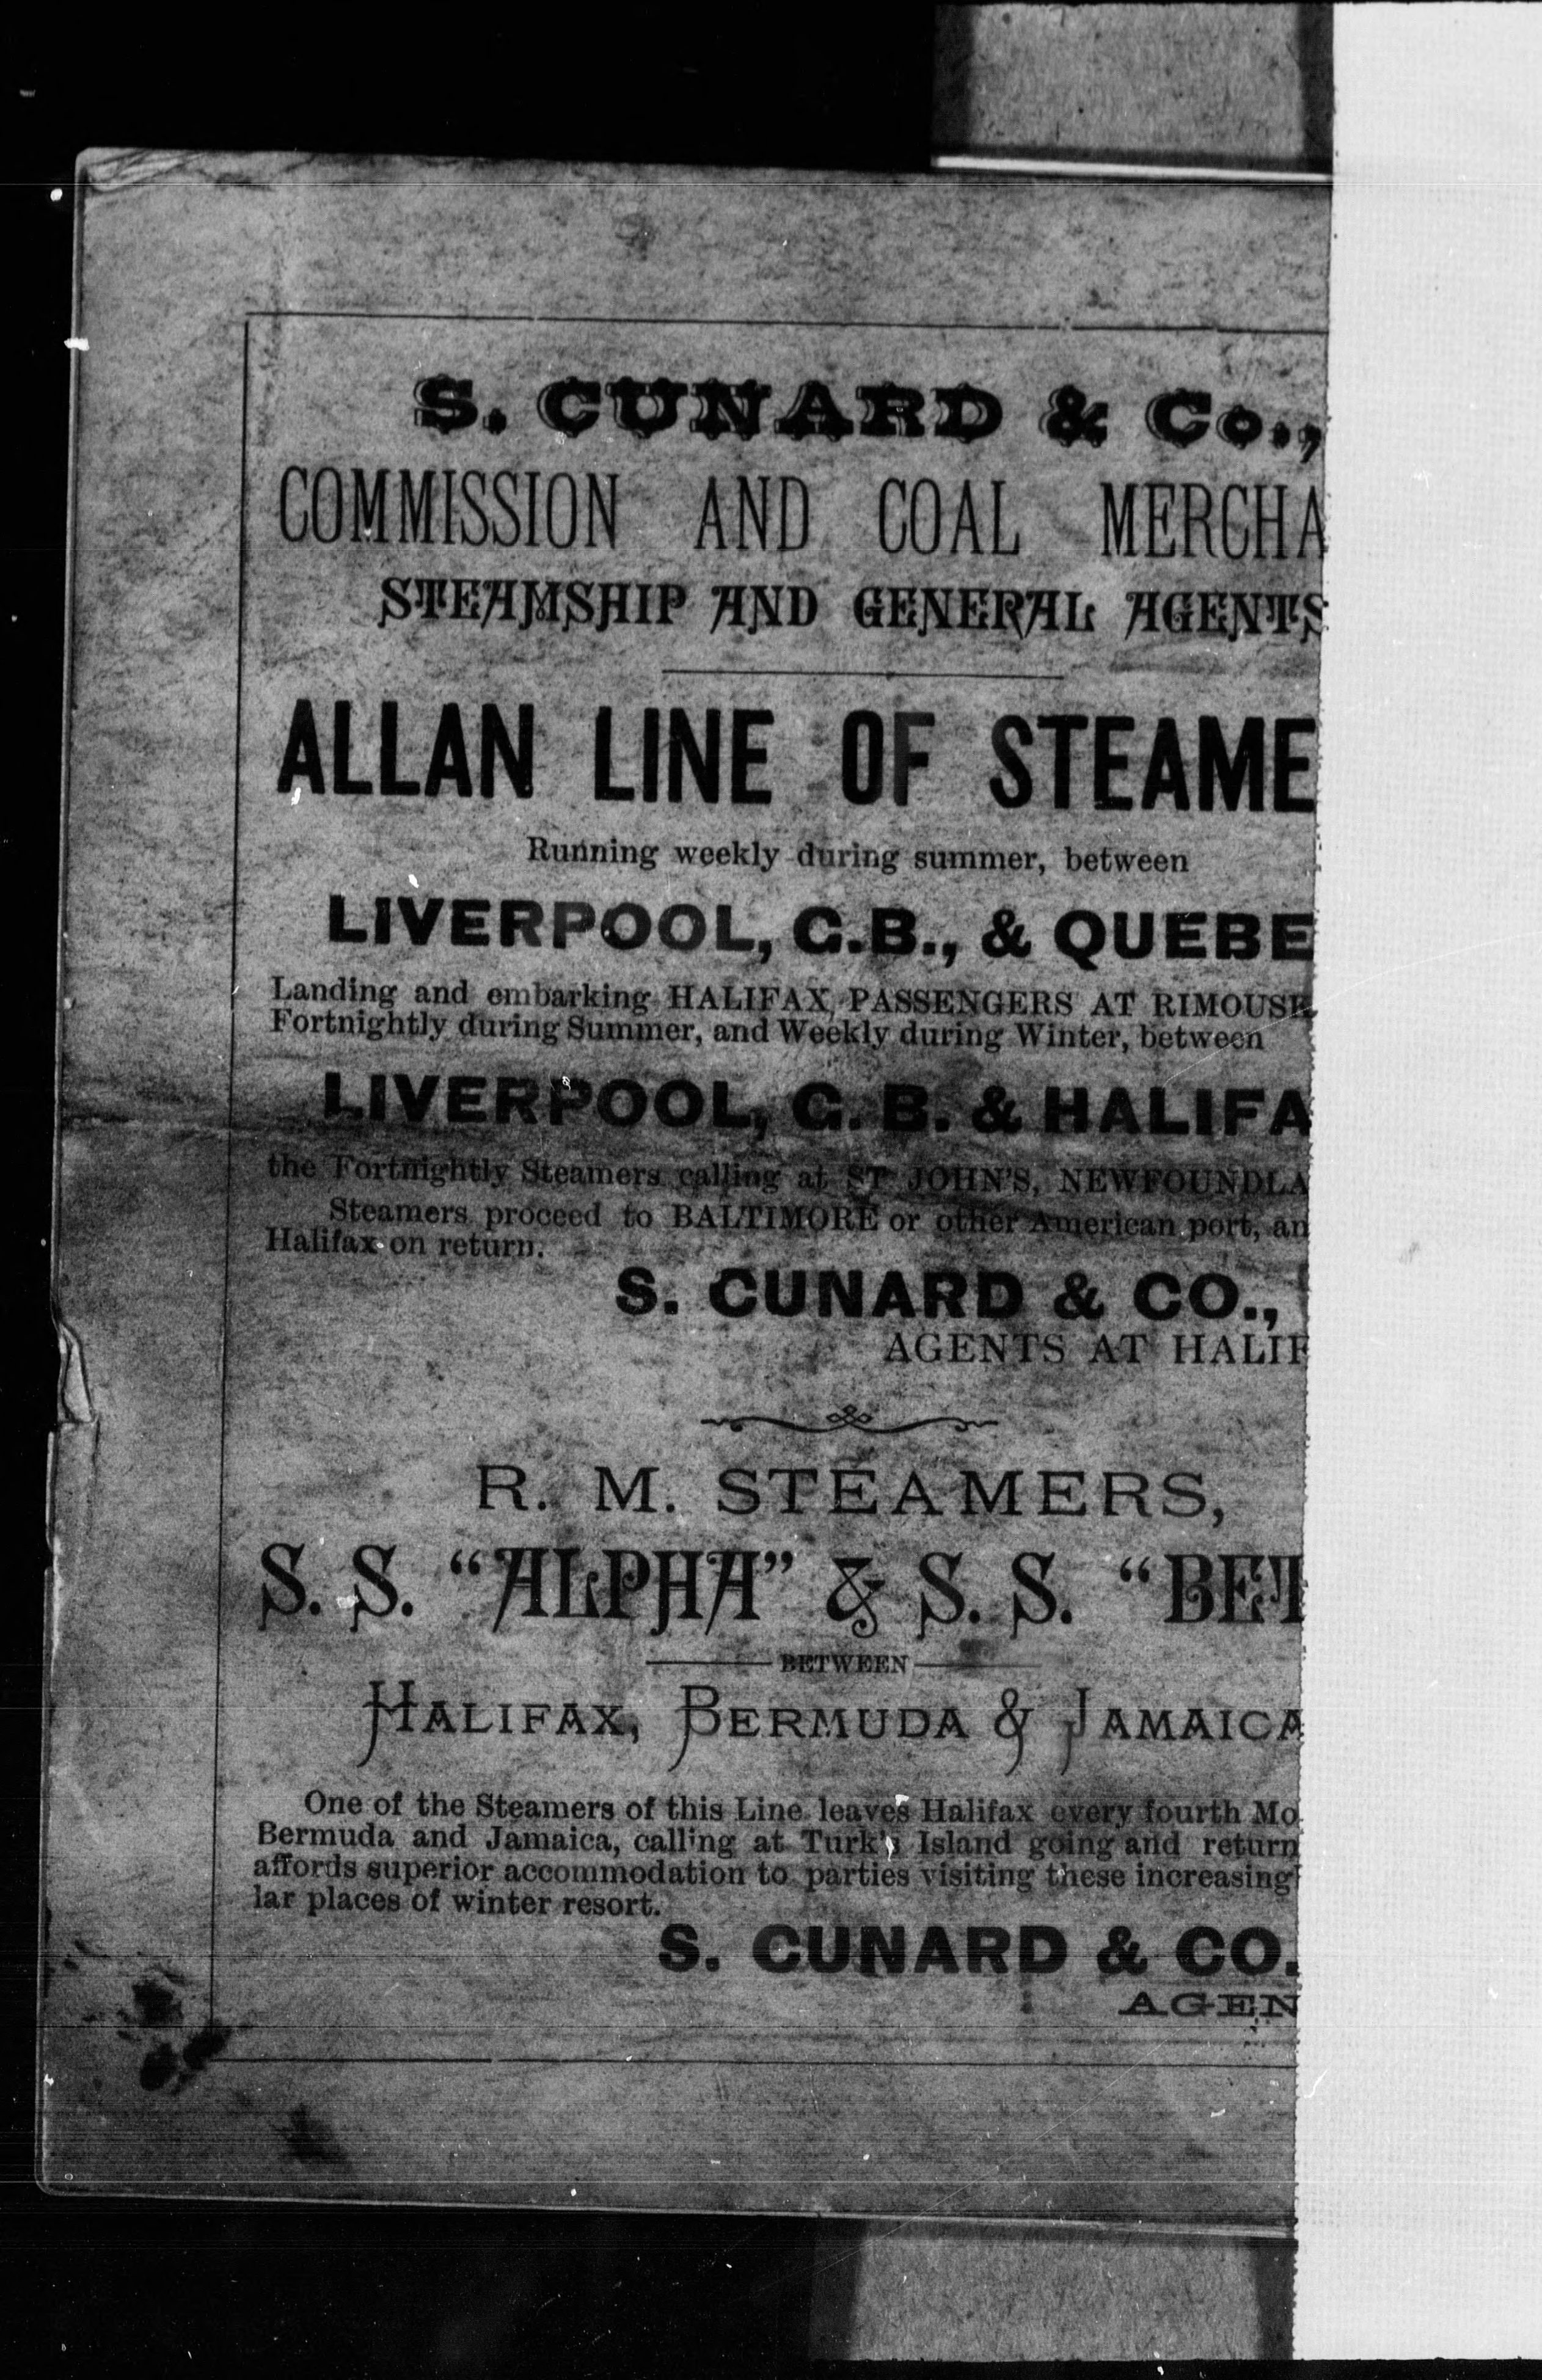 S. CUNARD & Co.,
COMMISSION AND COAL MERCHA
STEAMSHIP AND GENERAL AGENTS
ALLAN LINE OF STEAME
Running weekly during summer, between
LIVERPOOL, G.B., & QUEBE
Landing and embarking HALIFAX PASSENGERS AT RIMOUSK
Fortnightly during Summer, and Weekly during Winter, between
LIVERPOOL, G. B. & HALIFA
the Fortnightly Steamers calling at ST JOHN'S, NEWFOUNDLA
Steamers proceed to BALTIMORE or other American port, an
Halifax on return.
S. CUNARD & CO.,
AGENTS AT HALIF
R. M. STEAMERS,
S. S. "ALPHA" & S. S. "BET
BETWEEN
HALIFAX, BERMUDA & JAMAICA
One of the Steamers of this Line leaves Halifax every fourth Mo
Bermuda and Jamaica, calling at Turk's Island going and return
affords superior accommodation to parties visiting these increasing
lar places of winter resort.
S. CUNARD & CO.
AGEN